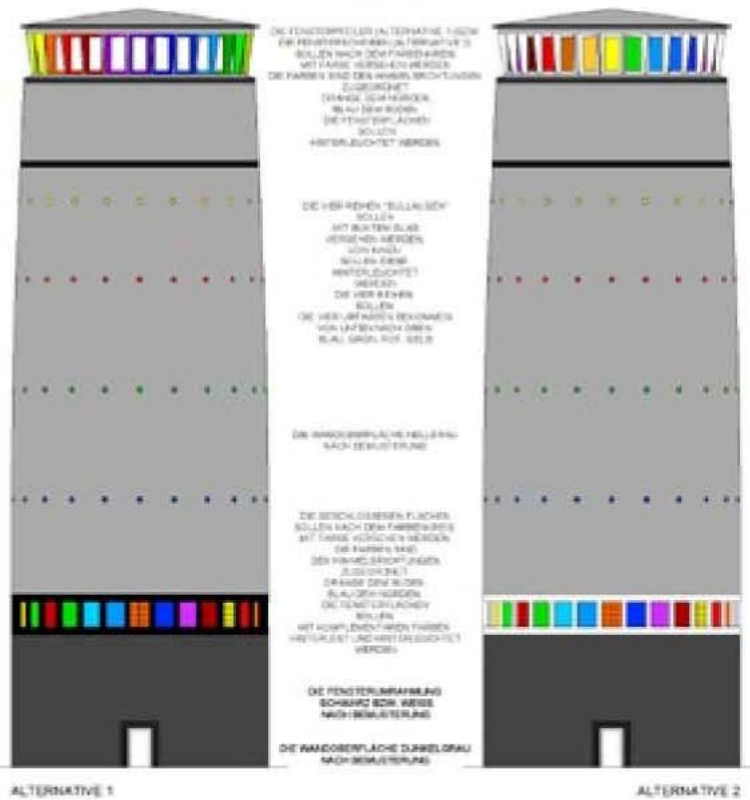 DIE FENSTERPFEILER (ALTERNATIVE 1) BZW.
DIE FENSTERSCHEIBEN (ALTERNATIVE 2)
SOLLEN NACH DEM FARBENKREIS
MIT FARBE VERSEHEN WERDEN
DIE FARBEN SIND DEN HIMMELSRICHTUNGEN
ZUGEORDNET
ORANGE DEM NORDEN
BLAU DEM SÜDEN
DIE FENSTERFLÄCHEN
SOLLEN
HINTERLEUCHTET WERDEN
DIE VIER REIHEN "BULLAUGEN"
SOLLEN
MIT BUNTEM GLAS
VERSEHEN WERDEN
VON INNEN
SOLLEN DIESE
HINTERLEUCHTET
WERDEN
DIE VIER REIHEN
SOLLEN
DIE VIER URFARBEN BEKOMMEN
VON UNTEN NACH OBEN
BLAU, GRÜN, ROT, GELB
DIE WANDOBERFLÄCHE HELLGRAU
NACH BEMUSTERUNG
DIE GESCHLOSSENEN FLÄCHEN
SOLLEN NACH DEM FARBENKREIS
MIT FARBE VERSEHEN WERDEN
DIE FARBEN SIND
DEN HIMMELSRICHTUNGEN
ZUGEORDNET
ORANGE DEM SÜDEN
BLAU DEM NORDEN
DIE FENSTERFLÄCHEN
SOLLEN
MIT KOMPLEMENTÄREN FARBEN
HINTERLEGT UND HINTERLEUCHTET
WERDEN
DIE FENSTERUMRAHMUNG
SCHWARZ BZW. WEISS
NACH BEMUSTERUNG
DIE WANDOBERFLÄCHE DUNKELGRAU
NACH BEMUSTERUNG
ALTERNATIVE 1
ALTERNATIVE 2